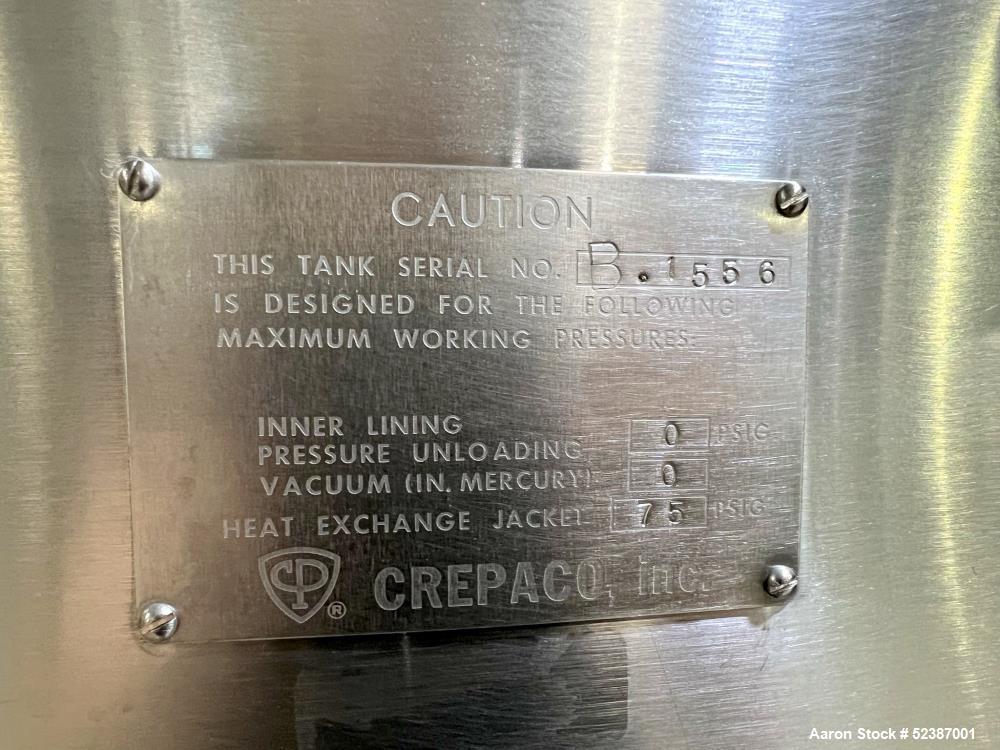 CAUTION
THIS TANK SERIAL NO. B.1556
IS DESIGNED FOR THE FOLLOWING
MAXIMUM WORKING PRESSURES:
INNER LINING
PRESSURE UNLOADING 0 PSIG
VACUUM (IN. MERCURY) 0
HEAT EXCHANGE JACKET 75 PSIG
CP ® CREPACO, inc.
Aaron Stock # 52387001